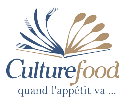 Culturefood
quand l'appétit va ...